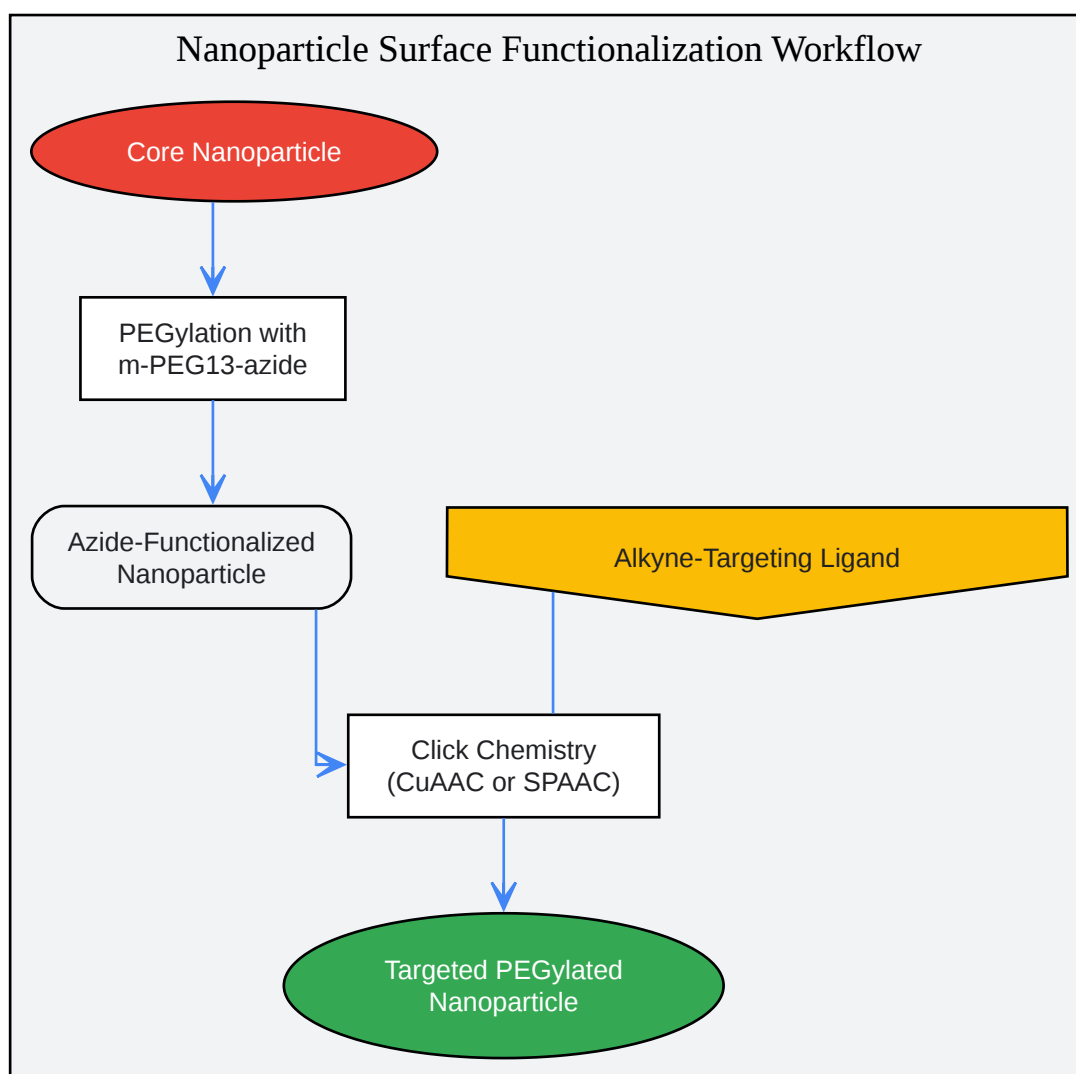 Nanoparticle Surface Functionalization Workflow
Core Nanoparticle
PEGylation with
m-PEG13-azide
Azide-Functionalized
Nanoparticle
Alkyne-Targeting Ligand
Click Chemistry
(CuAAC or SPAAC)
Targeted PEGylated
Nanoparticle